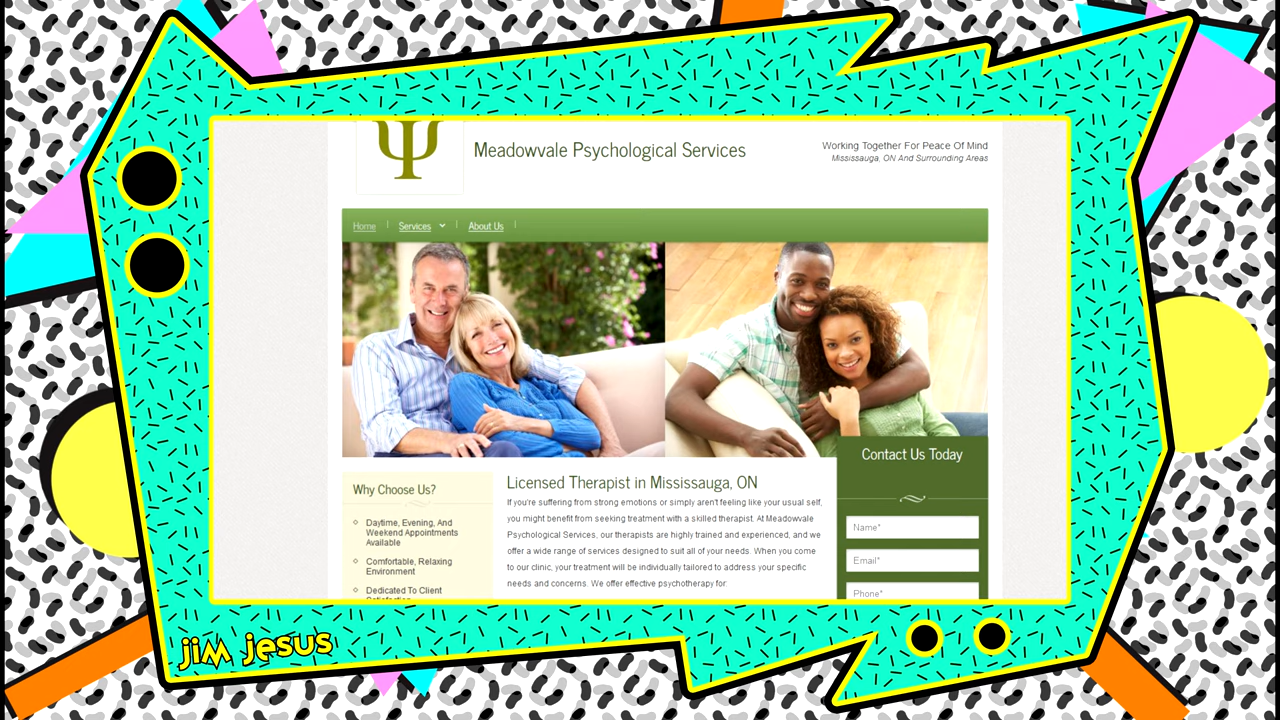 Ψ
Meadowvale Psychological Services
Working Together For Peace Of Mind
Mississauga, ON And Surrounding Areas
Home
Services
About Us
Contact Us Today
Name*
Email*
Phone*
Why Choose Us?
Daytime, Evening, And
Weekend Appointments
Available
Comfortable, Relaxing
Environment
Dedicated To Client
Satisfaction
Licensed Therapist in Mississauga, ON
If you're suffering from strong emotions or simply aren't feeling like your usual self,
you might benefit from seeking treatment with a skilled therapist. At Meadowvale
Psychological Services, our therapists are highly trained and experienced, and we
offer a wide range of services designed to suit all of your needs. When you come
to our clinic, your treatment will be individually tailored to address your specific
needs and concerns. We offer effective psychotherapy for:
jim jesus